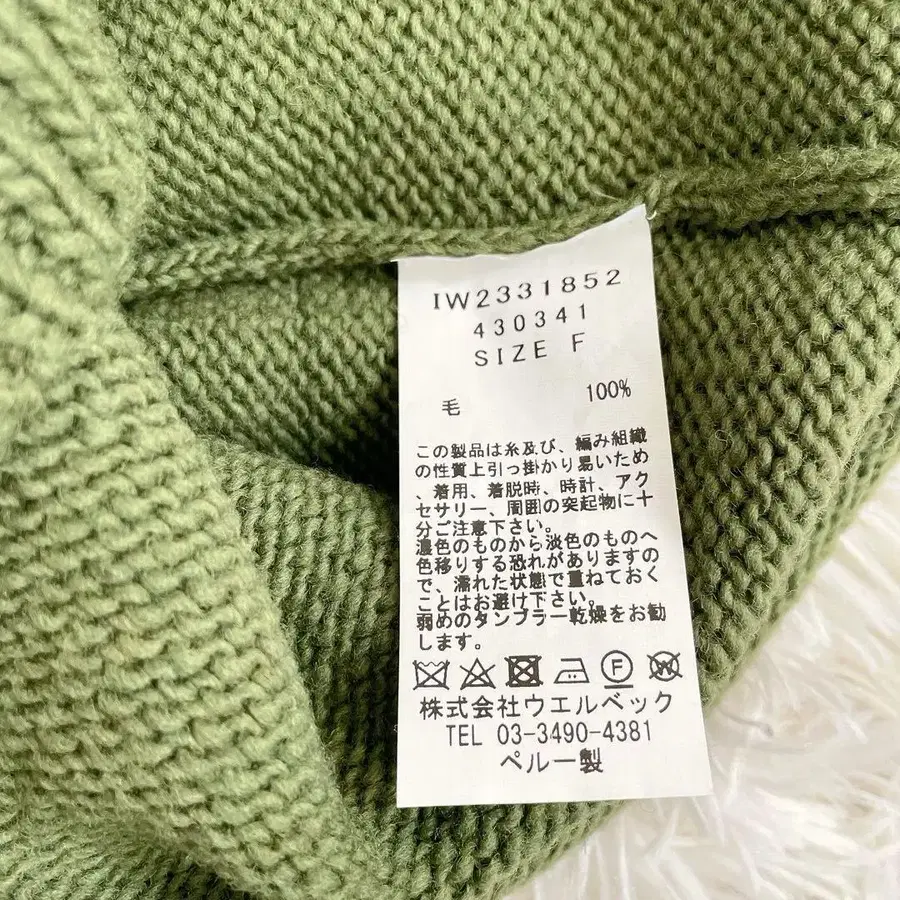 IW2331852
430341
SIZE F
毛 100%
この製品は糸及び、編み組織
の性質上引っ掛かり易いため
、着用、着脱時、時計、アク
セサリー、周囲の突起物に十
分ご注意下さい。
濃色のものから淡色のものへ
色移りする恐れがありますの
で、濡れた状態で重ねておく
ことはお避け下さい。
弱めのタンブラー乾燥をお勧
します。
F W
株式会社ウエルベック
TEL 03-3490-4381
ペルー製